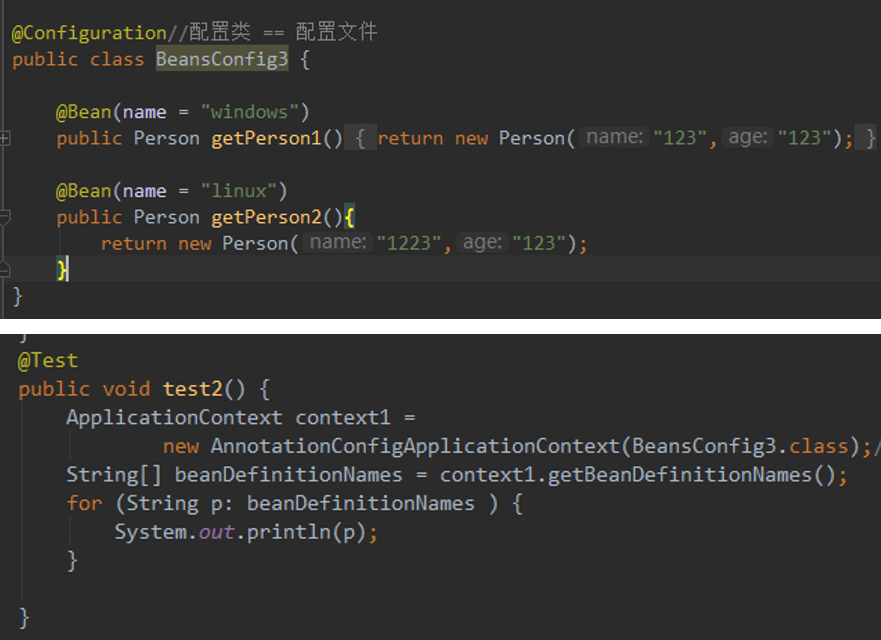 @Configuration//配置类 == 配置文件
public class BeansConfig3 {
@Bean(name = "windows")
public Person getPerson1() { return new Person( name: "123", age: "123"); }
@Bean(name = "linux")
public Person getPerson2(){
return new Person( name: "1223", age: "123");
}
}
}
@Test
public void test2() {
ApplicationContext context1 =
new AnnotationConfigApplicationContext(BeansConfig3.class);/
String[] beanDefinitionNames = context1.getBeanDefinitionNames();
for (String p: beanDefinitionNames ) {
System.out.println(p);
}
}